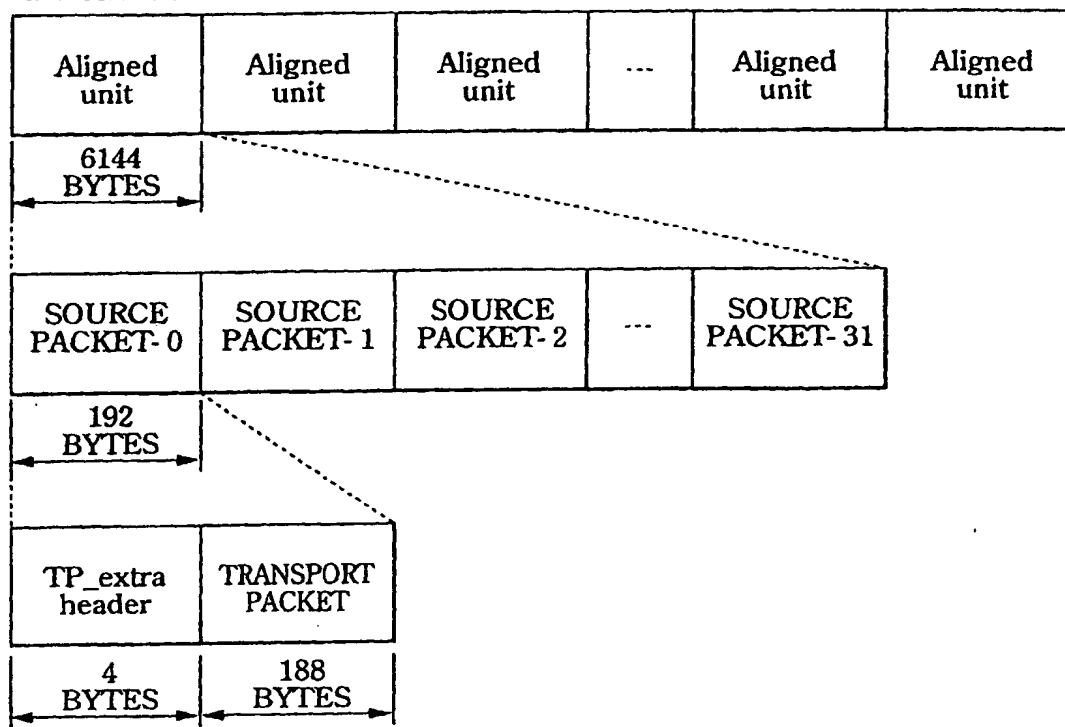 Aligned unit
Aligned unit
Aligned unit
---
Aligned unit
Aligned unit
6144 BYTES
SOURCE PACKET- 0
SOURCE PACKET- 1
SOURCE PACKET- 2
---
SOURCE PACKET- 31
192 BYTES
TP_extra header
TRANSPORT PACKET
4 BYTES
188 BYTES